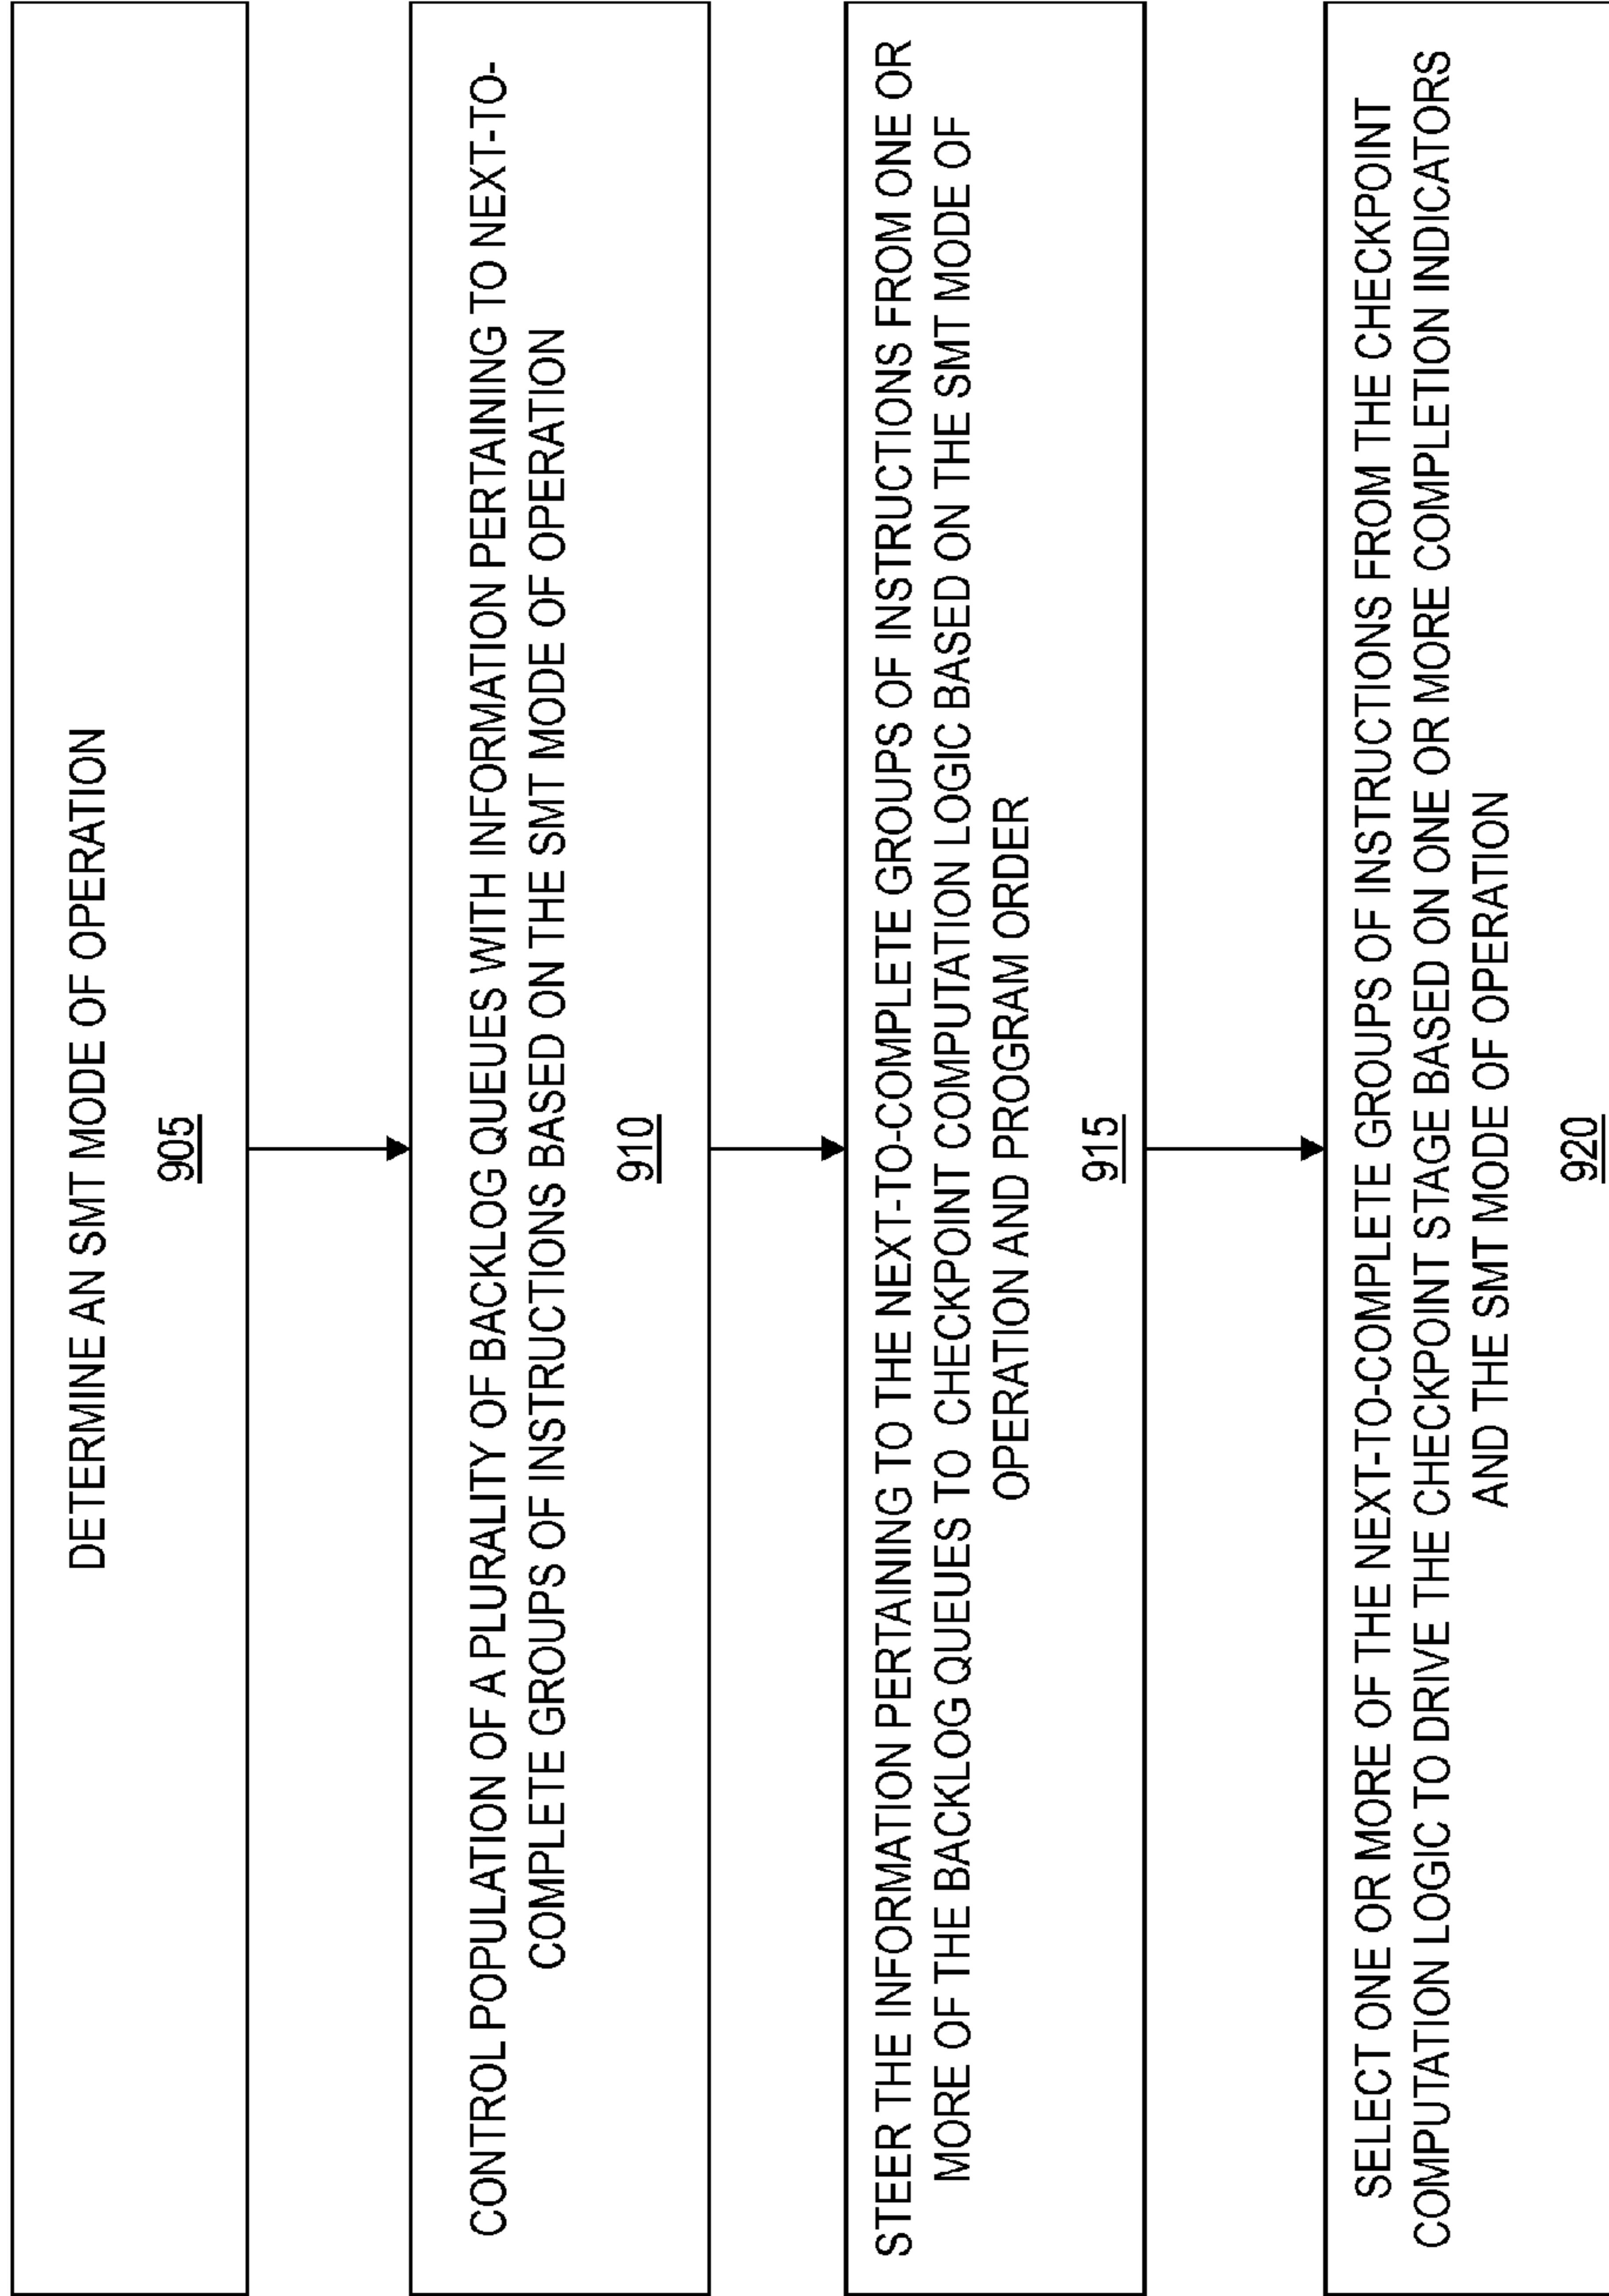 DETERMINE AN SMT MODE OF OPERATION
905
CONTROL POPULATION OF A PLURALITY OF BACKLOG QUEUES WITH INFORMATION PERTAINING TO NEXT-TO-
COMPLETE GROUPS OF INSTRUCTIONS BASED ON THE SMT MODE OF OPERATION
910
STEER THE INFORMATION PERTAINING TO THE NEXT-TO-COMPLETE GROUPS OF INSTRUCTIONS FROM ONE OR
MORE OF THE BACKLOG QUEUES TO CHECKPOINT COMPUTATION LOGIC BASED ON THE SMT MODE OF
OPERATION AND PROGRAM ORDER
915
SELECT ONE OR MORE OF THE NEXT-TO-COMPLETE GROUPS OF INSTRUCTIONS FROM THE CHECKPOINT
COMPUTATION LOGIC TO DRIVE THE CHECKPOINT STAGE BASED ON ONE OR MORE COMPLETION INDICATORS
AND THE SMT MODE OF OPERATION
920